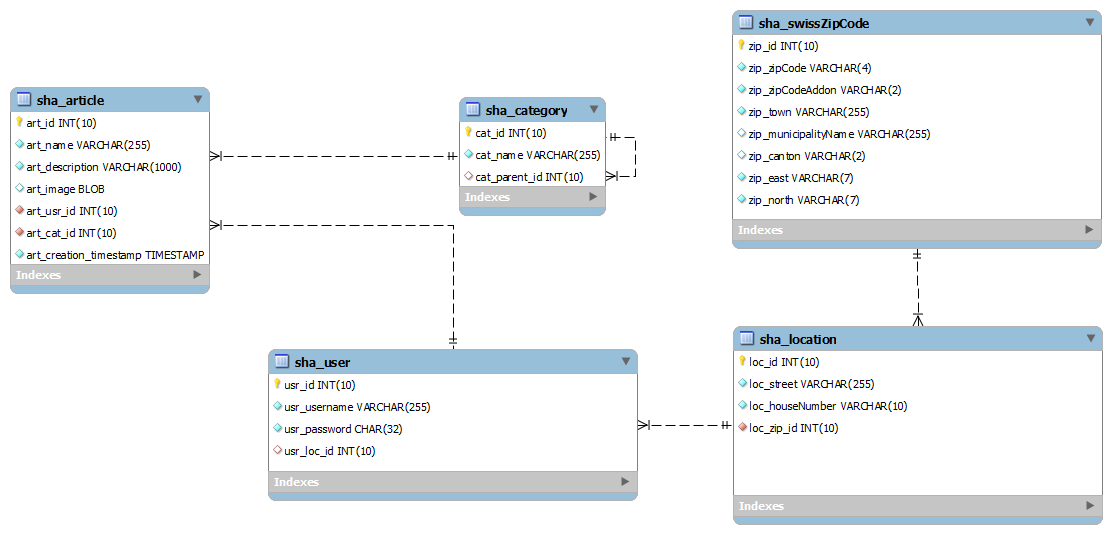 sha_swissZipCode
zip_id INT(10)
zip_zipCode VARCHAR(4)
zip_zipCodeAddon VARCHAR(2)
zip_town VARCHAR(255)
zip_municipalityName VARCHAR(255)
zip_canton VARCHAR(2)
zip_east VARCHAR(7)
zip_north VARCHAR(7)
Indexes
sha_article
art_id INT(10)
art_name VARCHAR(255)
art_description VARCHAR(1000)
art_image BLOB
art_usr_id INT(10)
art_cat_id INT(10)
art_creation_timestamp TIMESTAMP
Indexes
sha_category
cat_id INT(10)
cat_name VARCHAR(255)
cat_parent_id INT(10)
Indexes
sha_user
usr_id INT(10)
usr_username VARCHAR(255)
usr_password CHAR(32)
usr_loc_id INT(10)
Indexes
sha_location
loc_id INT(10)
loc_street VARCHAR(255)
loc_houseNumber VARCHAR(10)
loc_zip_id INT(10)
Indexes